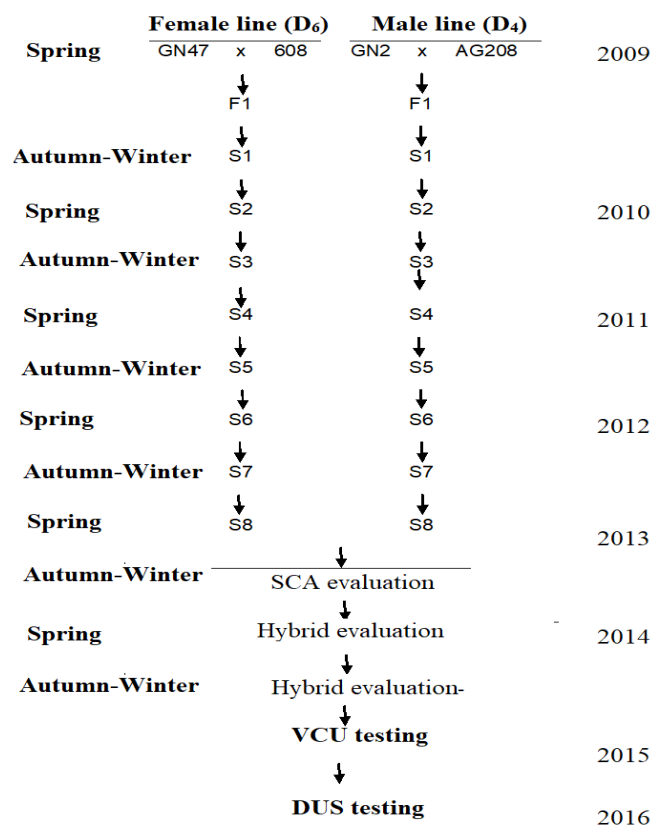 Female line (D₆) Male line (D₄)
Spring GN47 x 608 GN2 x AG208 2009
F1 F1
Autumn-Winter S1 S1
Spring S2 S2 2010
Autumn-Winter S3 S3
Spring S4 S4 2011
Autumn-Winter S5 S5
Spring S6 S6 2012
Autumn-Winter S7 S7
Spring S8 S8 2013
Autumn-Winter SCA evaluation
Spring Hybrid evaluation 2014
Autumn-Winter Hybrid evaluation-
VCU testing 2015
DUS testing 2016